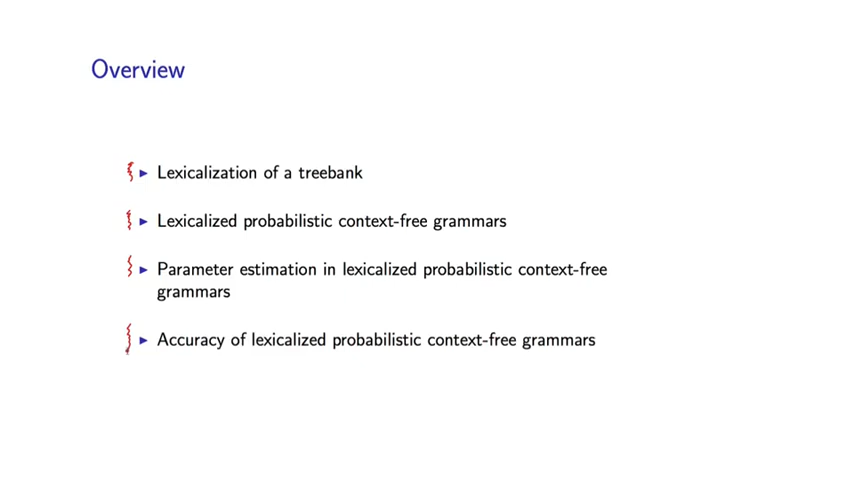 Overview
▶ Lexicalization of a treebank
▶ Lexicalized probabilistic context-free grammars
▶ Parameter estimation in lexicalized probabilistic context-free
grammars
▶ Accuracy of lexicalized probabilistic context-free grammars